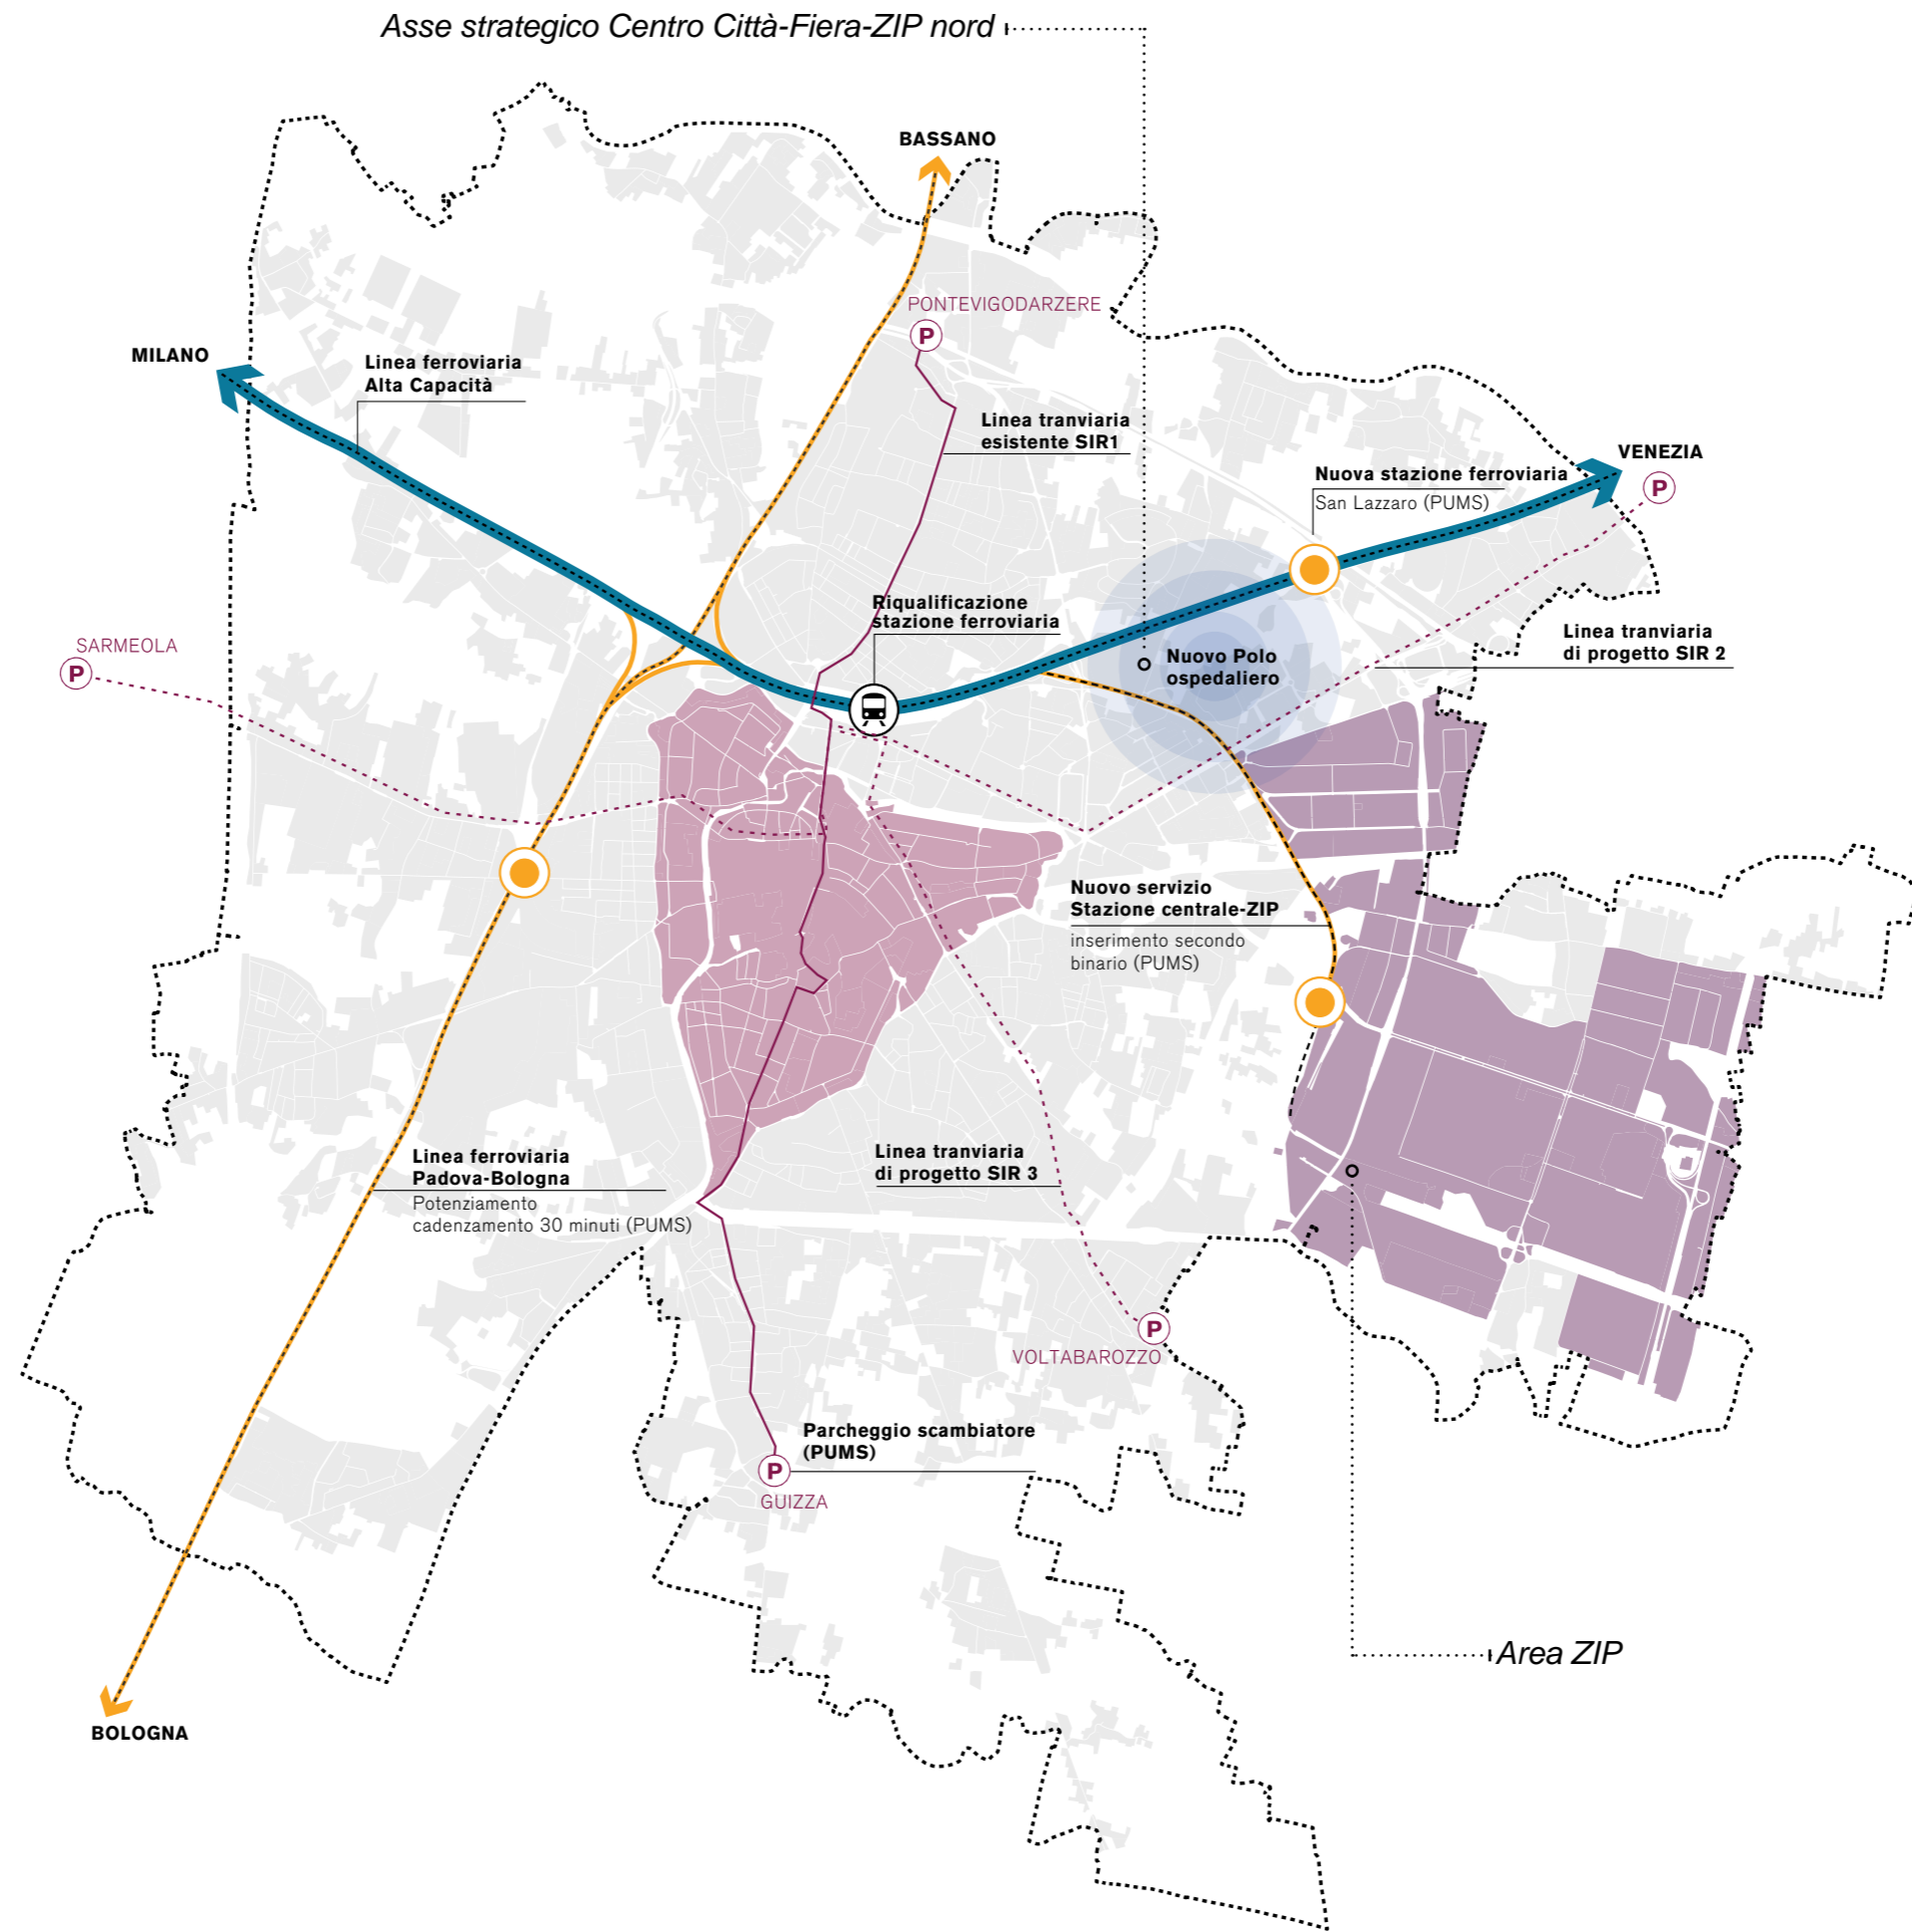 Asse strategico Centro Città-Fiera-ZIP nord
BASSANO
PONTEVIGODARZERE
P
MILANO
Linea ferroviaria
Alta Capacità
Linea tranviaria
esistente SIR1
VENEZIA
P
Nuova stazione ferroviaria
San Lazzaro (PUMS)
Riqualificazione
stazione ferroviaria
SARMEOLA
P
Linea tranviaria
di progetto SIR 2
Nuovo Polo
ospedaliero
Nuovo servizio
Stazione centrale-ZIP
inserimento secondo
binario (PUMS)
Linea ferroviaria
Padova-Bologna
Potenziamento
cadenzamento 30 minuti (PUMS)
Linea tranviaria
di progetto SIR 3
P
VOLTABAROZZO
Parcheggio scambiatore
(PUMS)
P
GUIZZA
Area ZIP
BOLOGNA